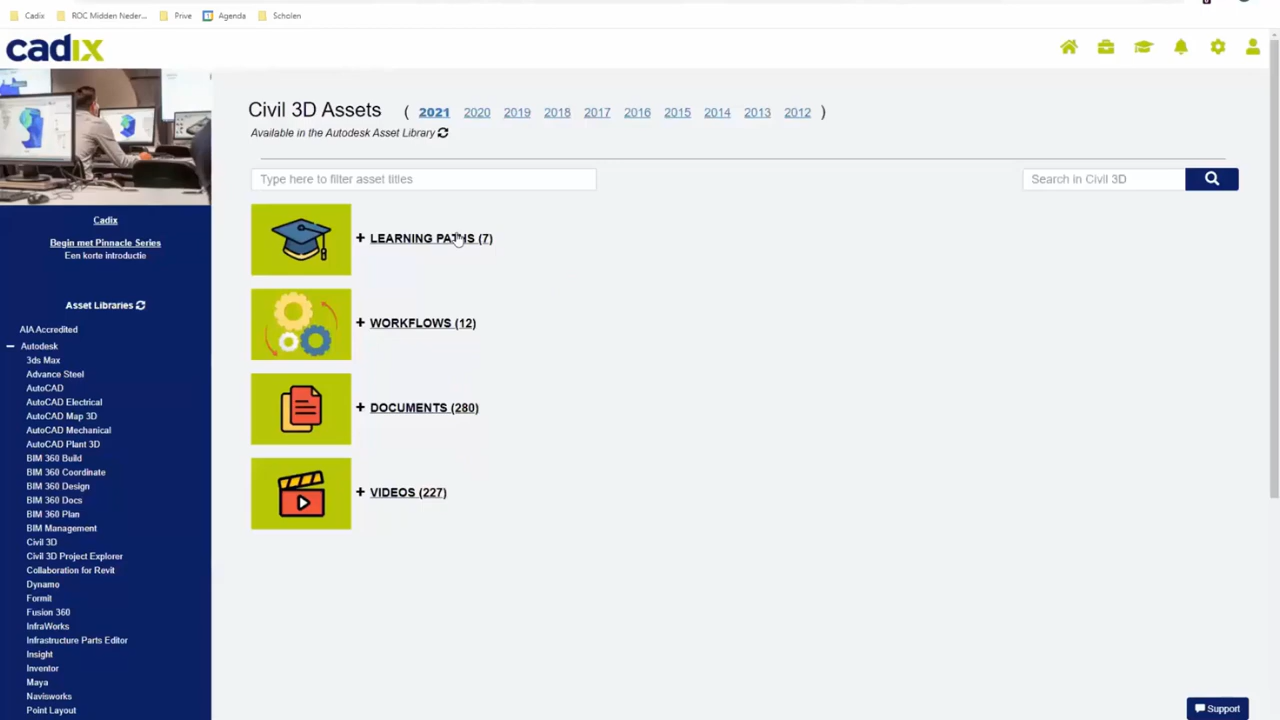 Cadix
ROC Midden Neder...
Prive
Agenda
Scholen
cadix
Civil 3D Assets ( 2021 2020 2019 2018 2017 2016 2015 2014 2013 2012 )
Available in the Autodesk Asset Library
Type here to filter asset titles
Search in Civil 3D
+ LEARNING PATHS (7)
+ WORKFLOWS (12)
+ DOCUMENTS (280)
+ VIDEOS (227)
Cadix
Begin met Pinnacle Series
Een korte introductie
Asset Libraries
AIA Accredited
Autodesk
3ds Max
Advance Steel
AutoCAD
AutoCAD Electrical
AutoCAD Map 3D
AutoCAD Mechanical
AutoCAD Plant 3D
BIM 360 Build
BIM 360 Coordinate
BIM 360 Design
BIM 360 Docs
BIM 360 Plan
BIM Management
Civil 3D
Civil 3D Project Explorer
Collaboration for Revit
Dynamo
Formit
Fusion 360
InfraWorks
Infrastructure Parts Editor
Insight
Inventor
Maya
Navisworks
Point Layout
Support